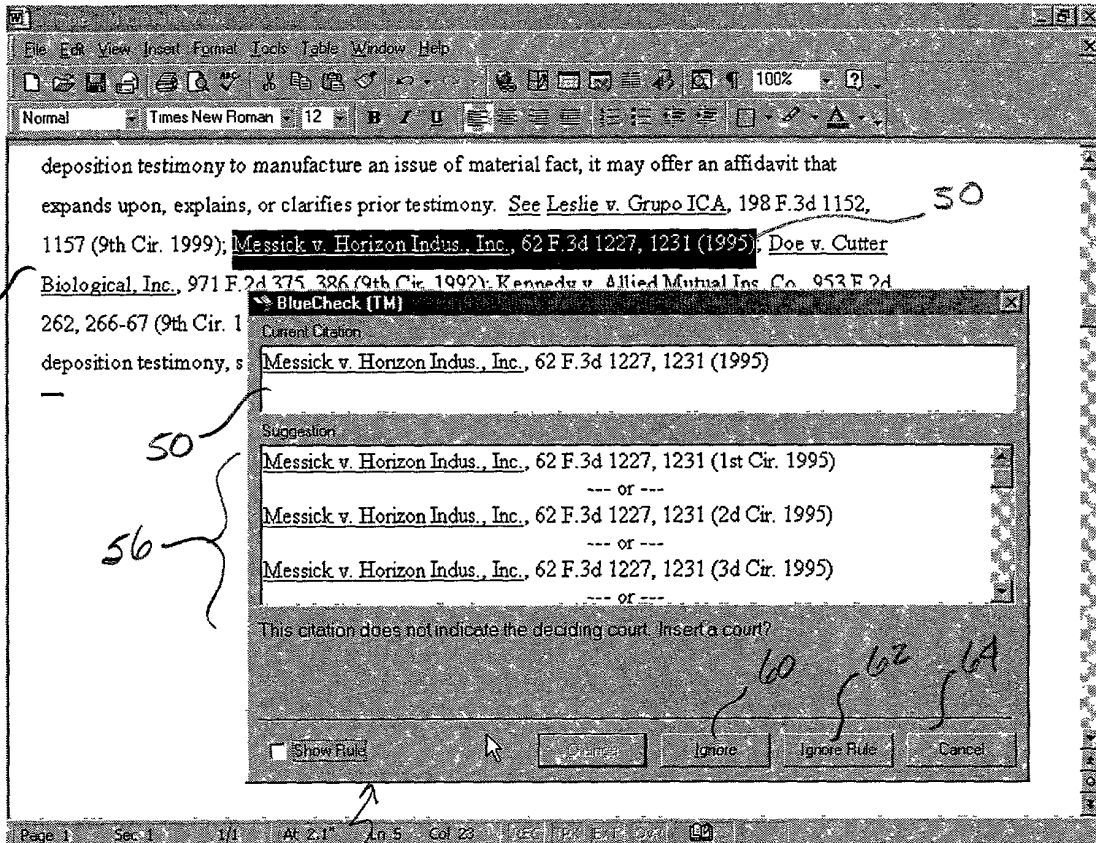 File Edit View Insert Format Tools Table Window Help
100%
Normal Times New Roman 12 B I U A
deposition testimony to manufacture an issue of material fact, it may offer an affidavit that
expands upon, explains, or clarifies prior testimony. See Leslie v. Grupo ICA, 198 F.3d 1152,
50
1157 (9th Cir. 1999); Messick v. Horizon Indus., Inc., 62 F.3d 1227, 1231 (1995); Doe v. Cutter
Biological, Inc., 971 F.2d 375, 386 (9th Cir. 1992); Kennedy v. Allied Mutual Ins. Co., 953 F.2d
262, 266-67 (9th Cir. 1
deposition testimony, s
BlueCheck (TM)
Current Citation
Messick v. Horizon Indus., Inc., 62 F.3d 1227, 1231 (1995)
50
Suggestion
Messick v. Horizon Indus., Inc., 62 F.3d 1227, 1231 (1st Cir. 1995)
--- or ---
Messick v. Horizon Indus., Inc., 62 F.3d 1227, 1231 (2d Cir. 1995)
--- or ---
Messick v. Horizon Indus., Inc., 62 F.3d 1227, 1231 (3d Cir. 1995)
--- or ---
56
This citation does not indicate the deciding court. Insert a court?
60 62 64
Show Rule Change Ignore Ignore Rule Cancel
Page 1 Sec 1 1/1 At 2.1" Ln 5 Col 23 REC TRK EXT OVR